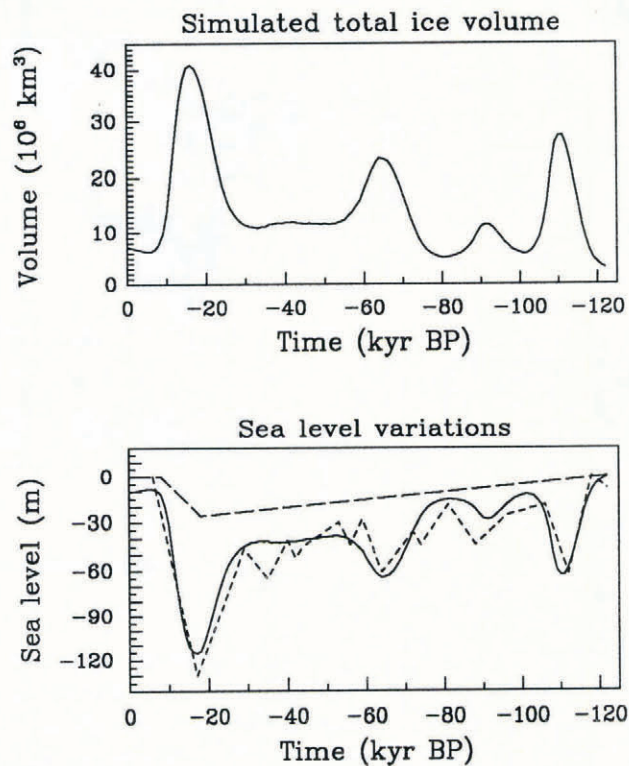 Simulated total ice volume
Volume (10⁶ km³)
40
30
20
10
0
0 -20 -40 -60 -80 -100 -120
Time (kyr BP)
Sea level variations
Sea level (m)
0
-30
-60
-90
-120
0 -20 -40 -60 -80 -100 -120
Time (kyr BP)